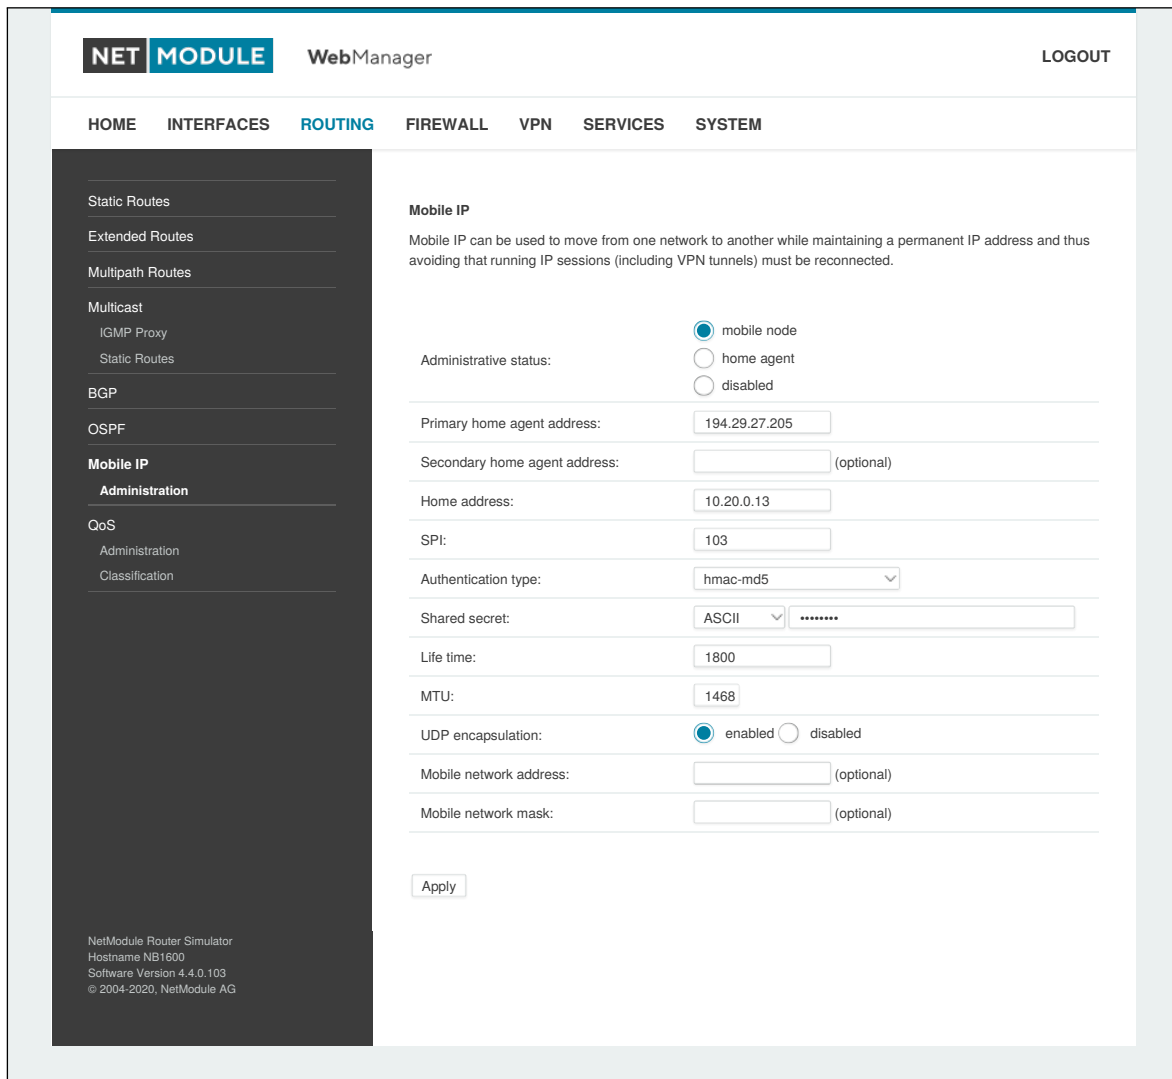 NET MODULE WebManager LOGOUT
HOME INTERFACES ROUTING FIREWALL VPN SERVICES SYSTEM
Static Routes
Extended Routes
Multipath Routes
Multicast
IGMP Proxy
Static Routes
BGP
OSPF
Mobile IP
Administration
QoS
Administration
Classification
NetModule Router Simulator
Hostname NB1600
Software Version 4.4.0.103
© 2004-2020, NetModule AG
Mobile IP
Mobile IP can be used to move from one network to another while maintaining a permanent IP address and thus
avoiding that running IP sessions (including VPN tunnels) must be reconnected.
Administrative status:
mobile node
home agent
disabled
Primary home agent address: 194.29.27.205
Secondary home agent address: (optional)
Home address: 10.20.0.13
SPI: 103
Authentication type: hmac-md5
Shared secret: ASCII ••••••••
Life time: 1800
MTU: 1468
UDP encapsulation: enabled disabled
Mobile network address: (optional)
Mobile network mask: (optional)
Apply